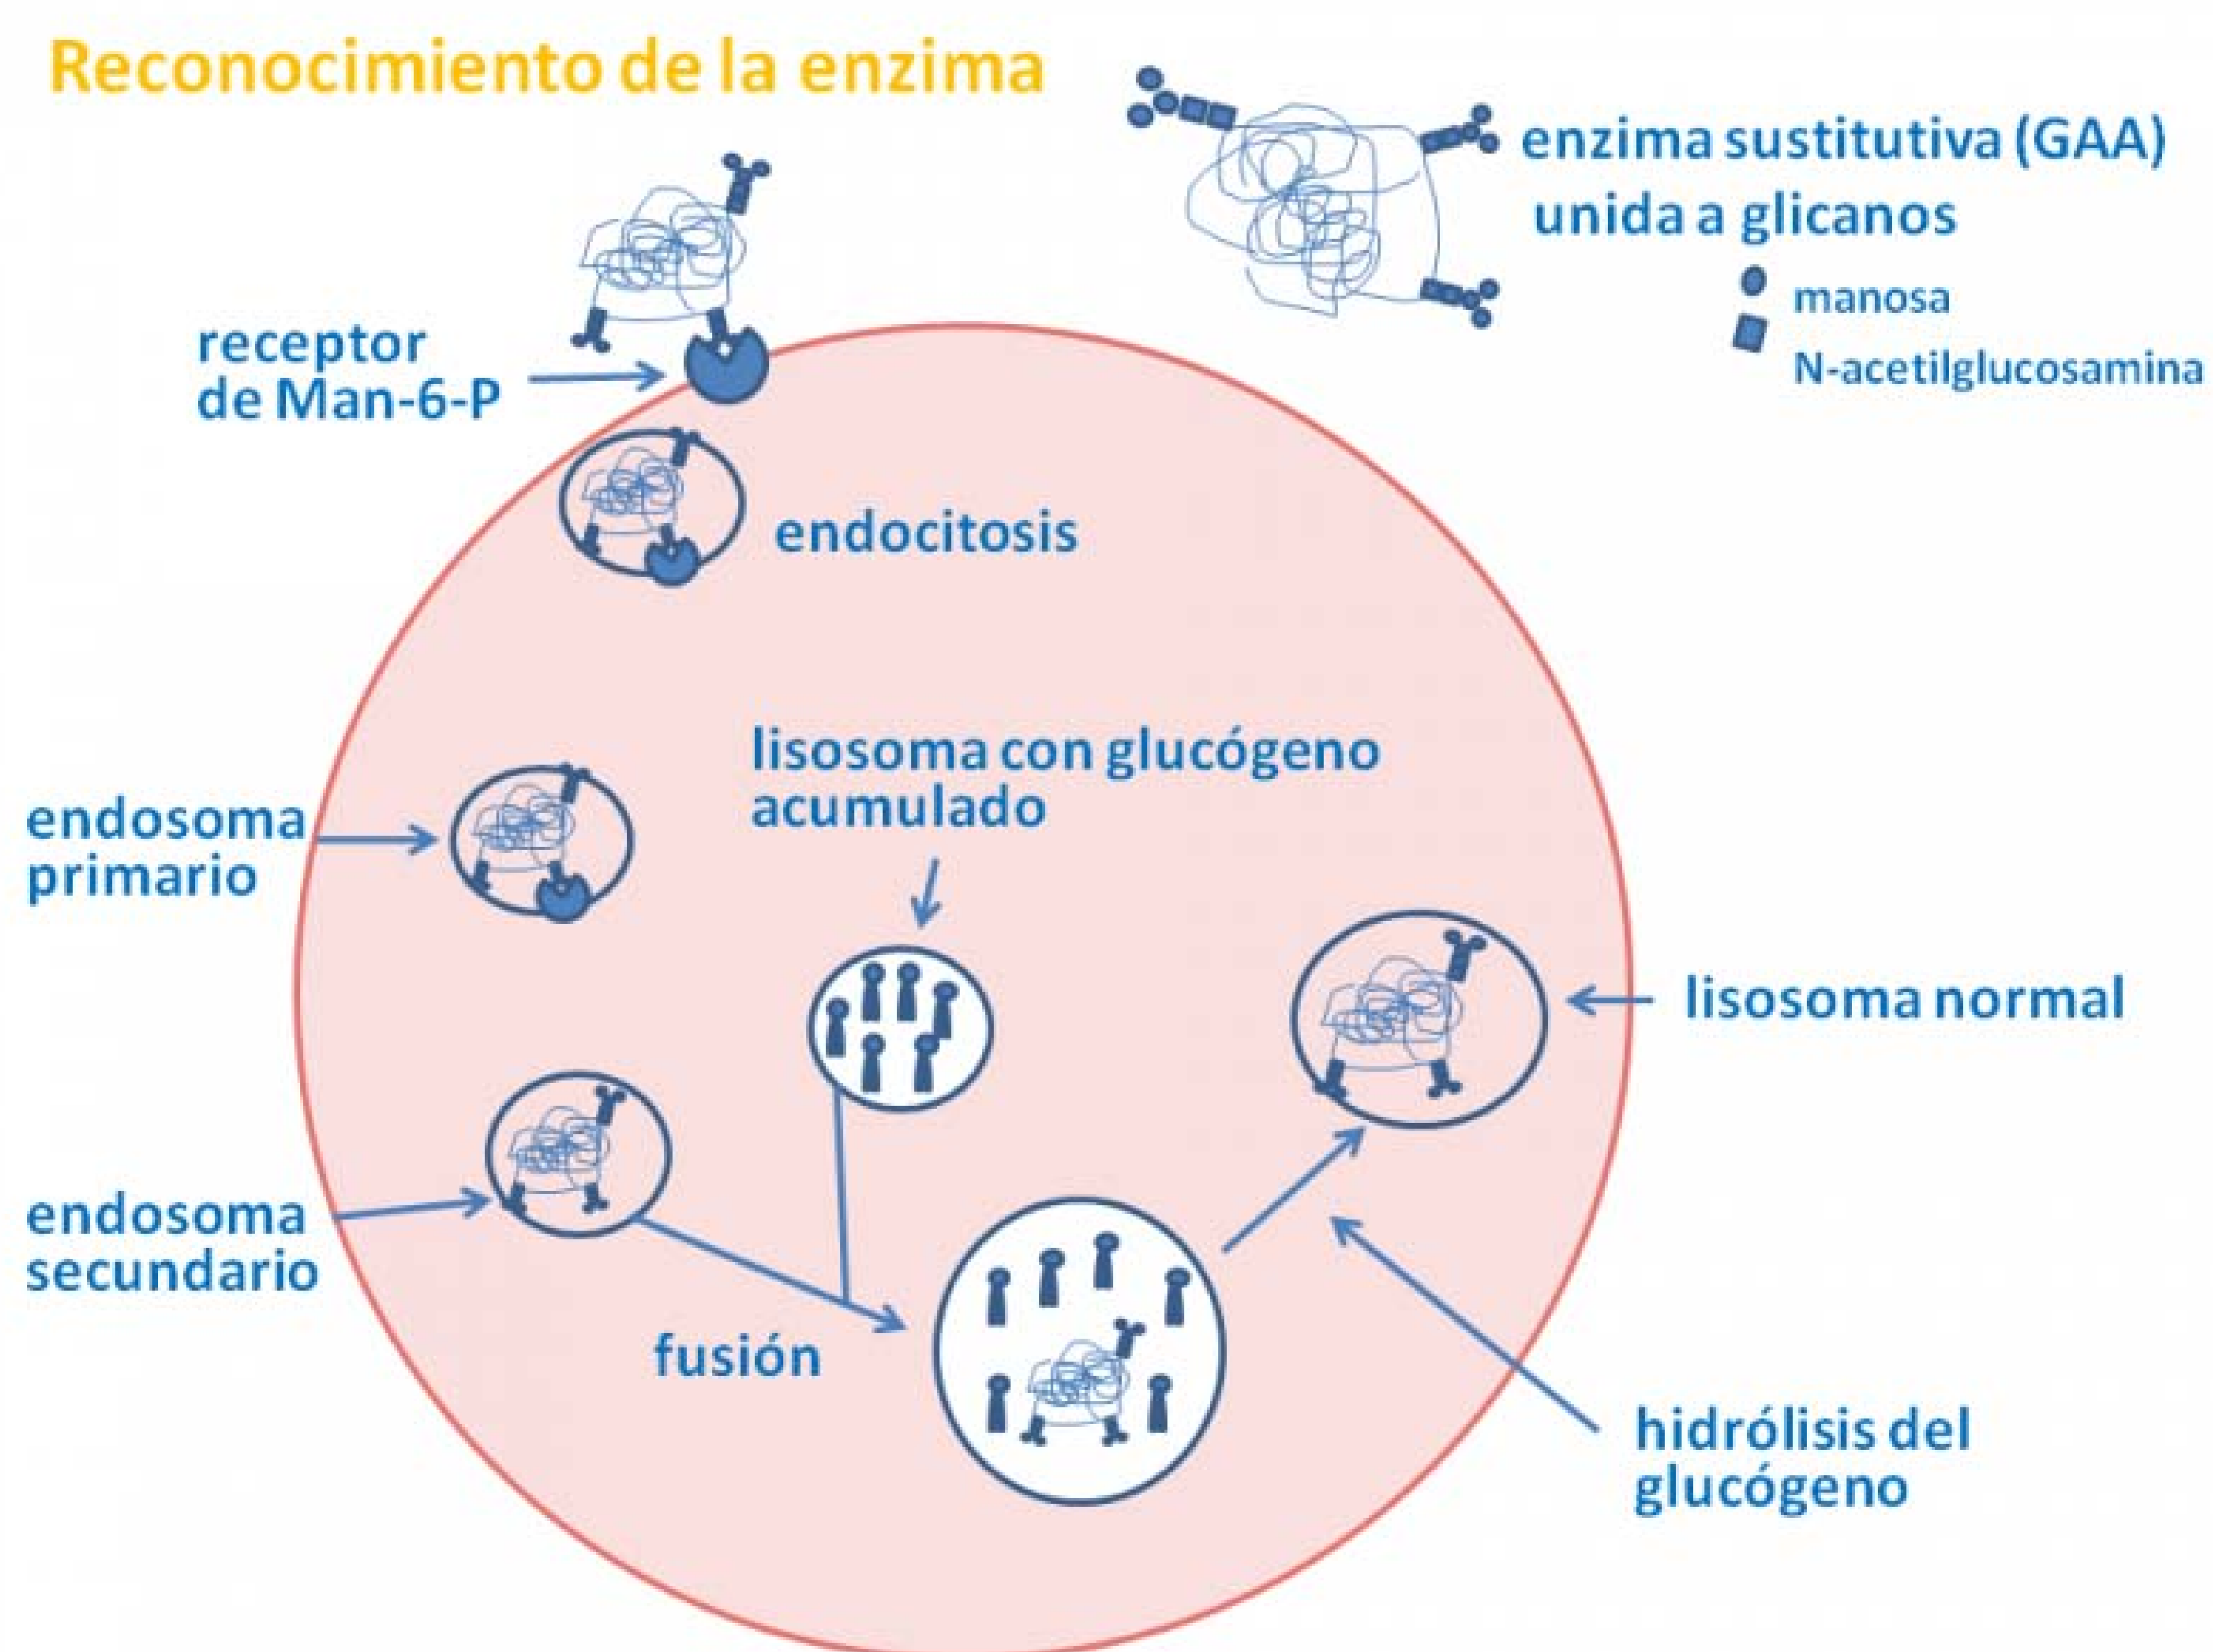 Reconocimiento de la enzima
enzima sustitutiva (GAA)
unida a glicanos
manosa
N-acetilglucosamina
receptor
de Man-6-P
endocitosis
lisosoma con glucógeno
acumulado
endosoma
primario
lisosoma normal
endosoma
secundario
fusión
hidrólisis del
glucógeno